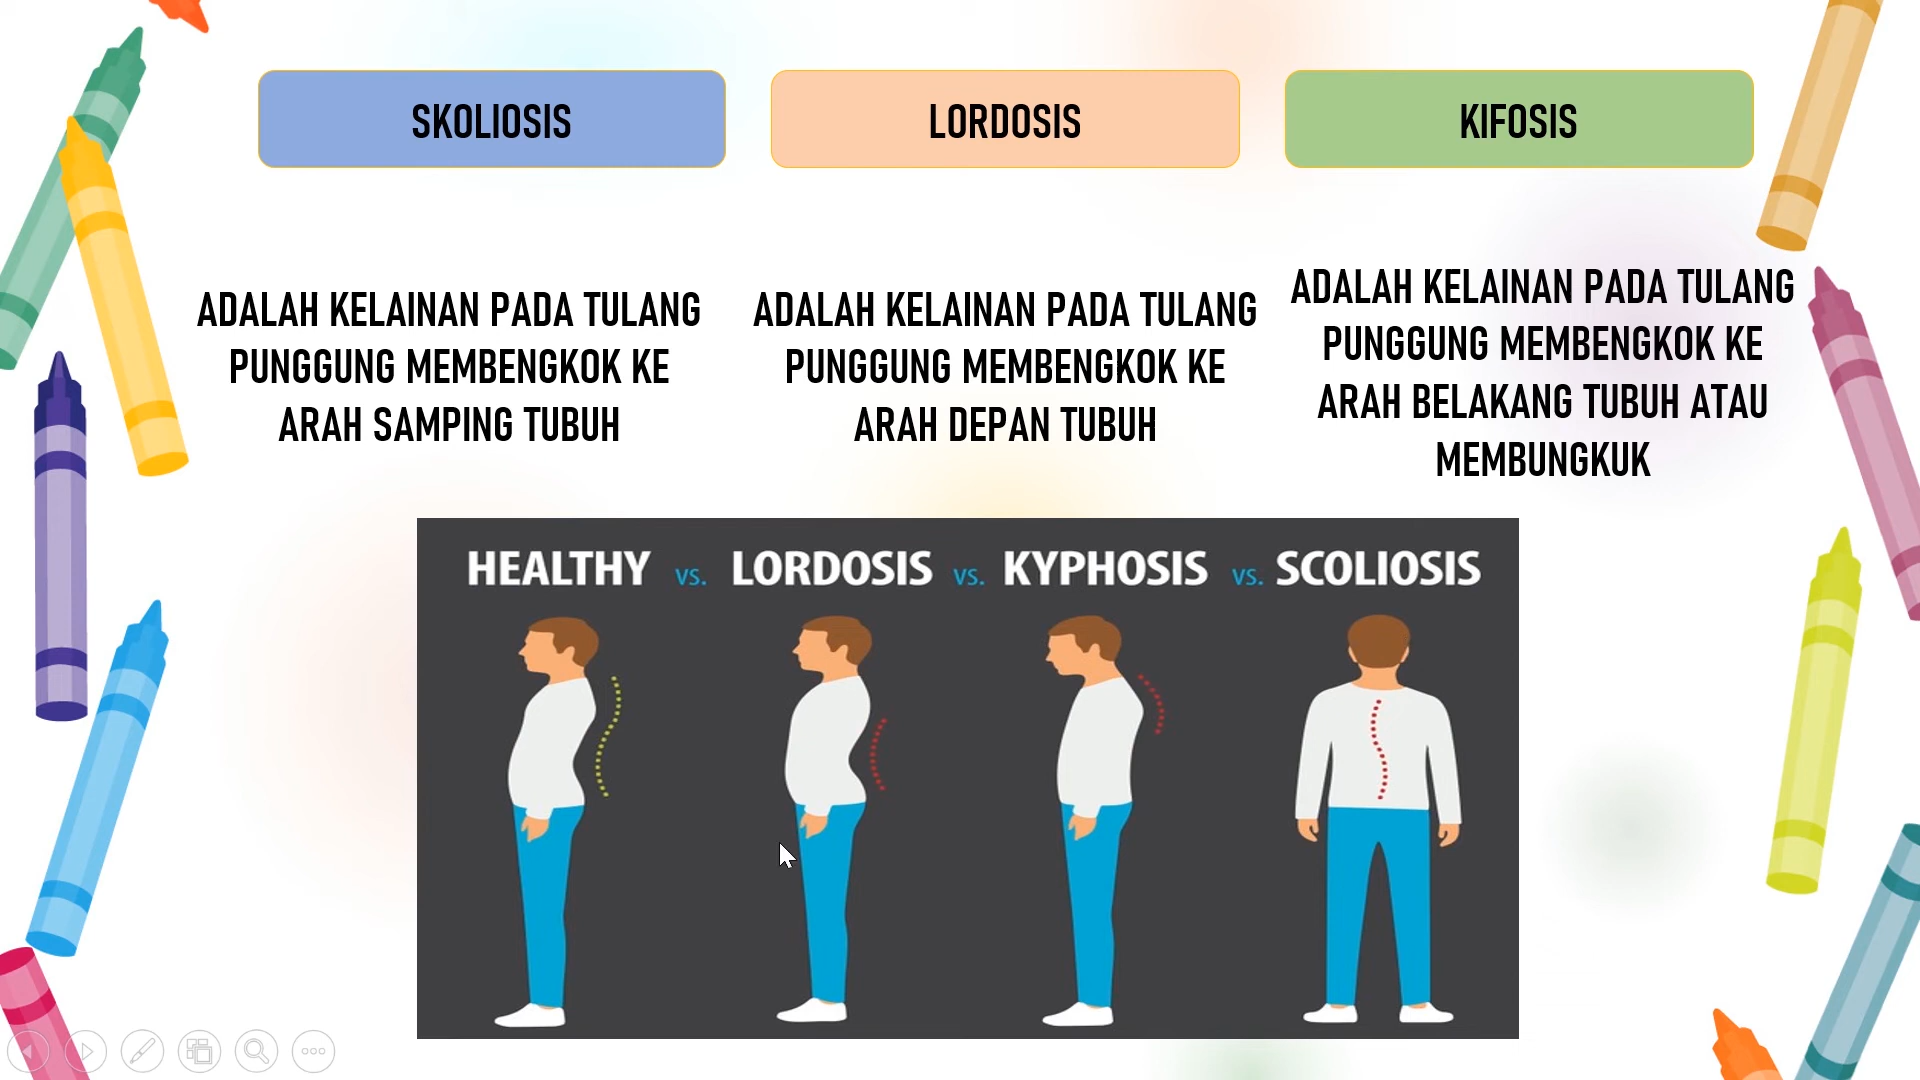 SKOLIOSIS
LORDOSIS
KIFOSIS
ADALAH KELAINAN PADA TULANG
PUNGGUNG MEMBENGKOK KE
ARAH SAMPING TUBUH
ADALAH KELAINAN PADA TULANG
PUNGGUNG MEMBENGKOK KE
ARAH DEPAN TUBUH
ADALAH KELAINAN PADA TULANG
PUNGGUNG MEMBENGKOK KE
ARAH BELAKANG TUBUH ATAU
MEMBUNGKUK
HEALTHY vs. LORDOSIS vs. KYPHOSIS vs. SCOLIOSIS